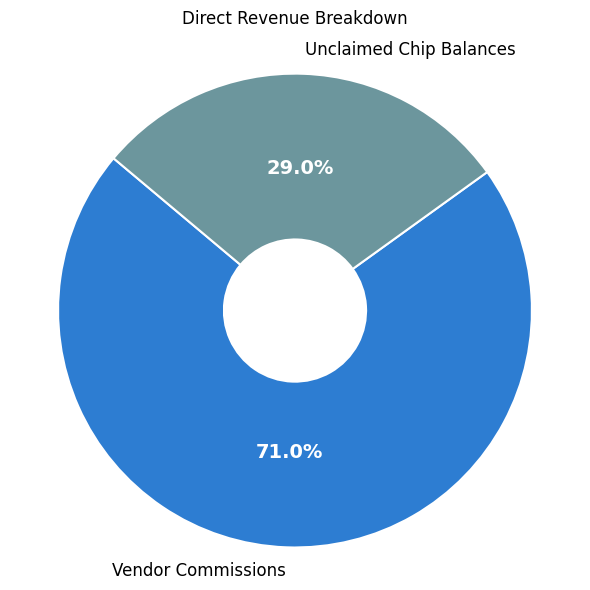 Direct Revenue Breakdown
Unclaimed Chip Balances
29.0%
71.0%
Vendor Commissions